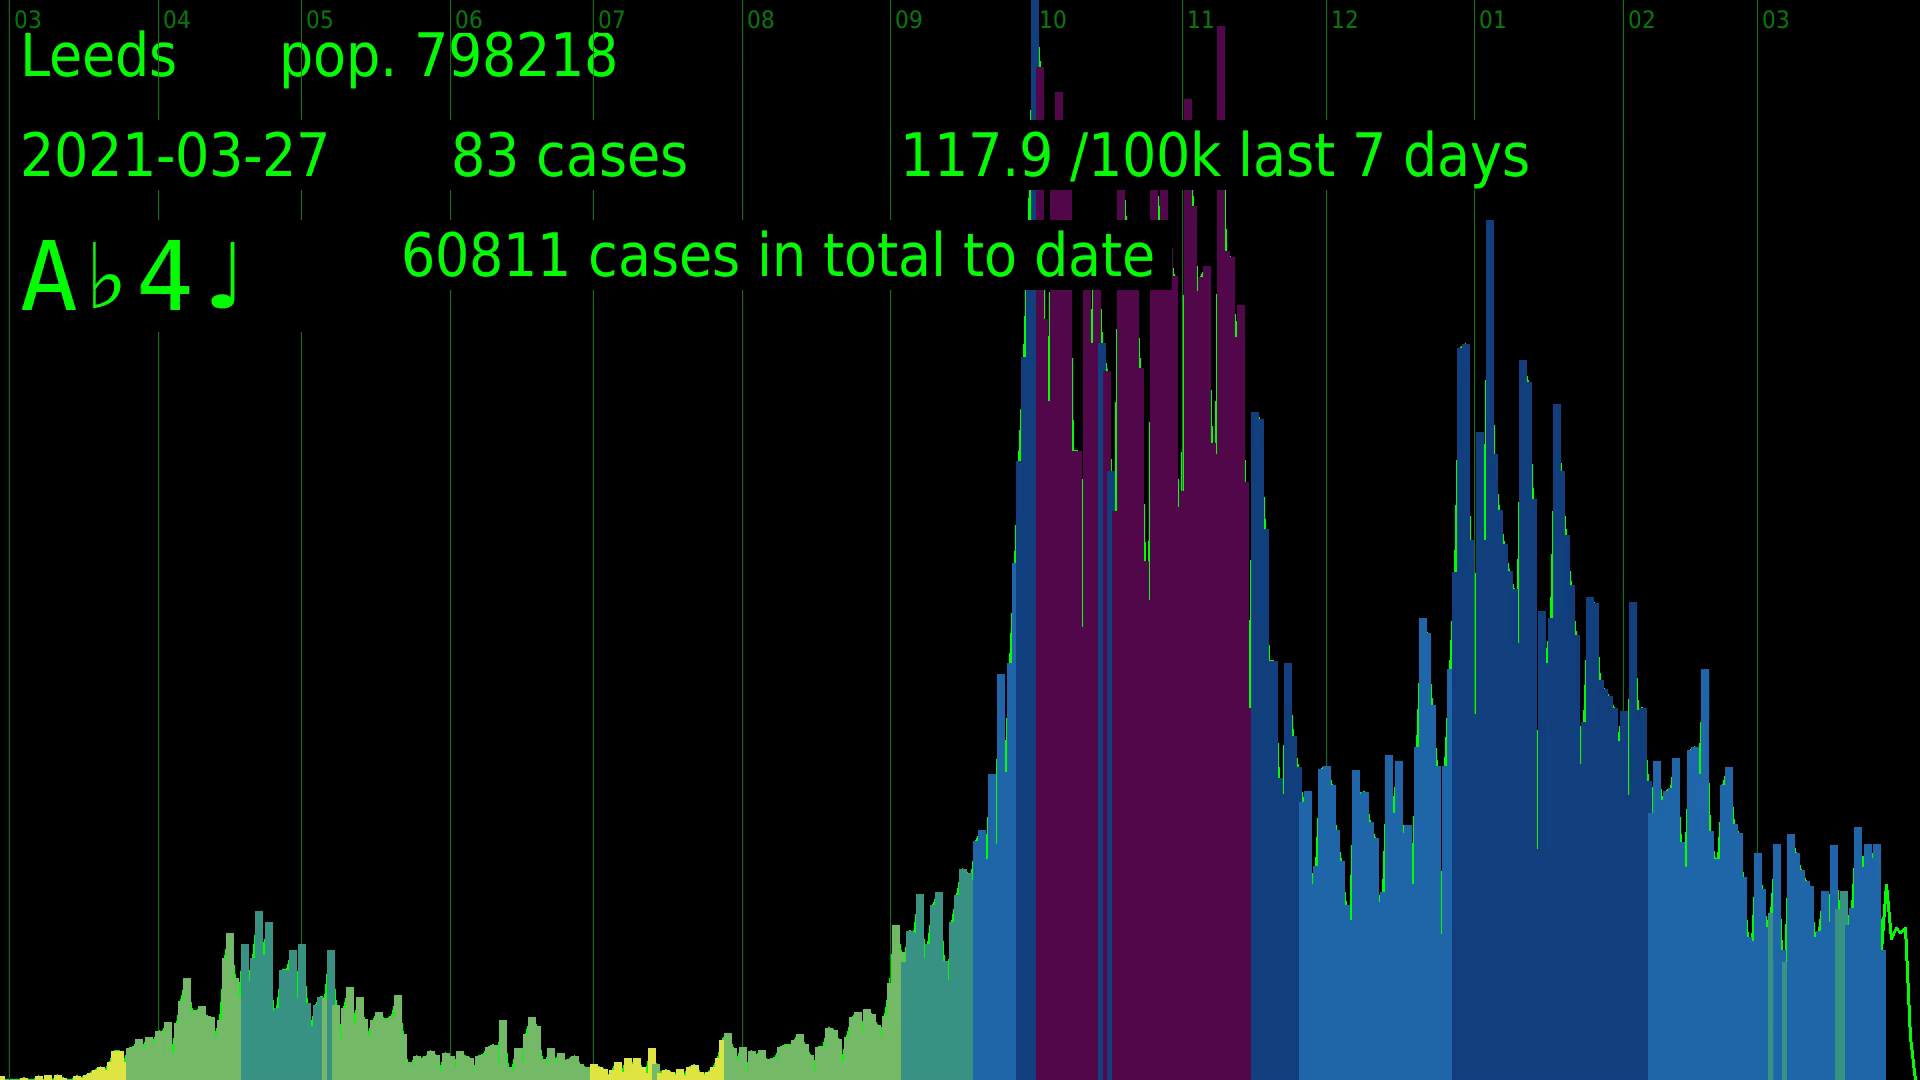 03 04 05 06 07 08 09 10 11 12 01 02 03
Leeds pop. 798218
2021-03-27 83 cases 117.9 /100k last 7 days
A♭4♩ 60811 cases in total to date